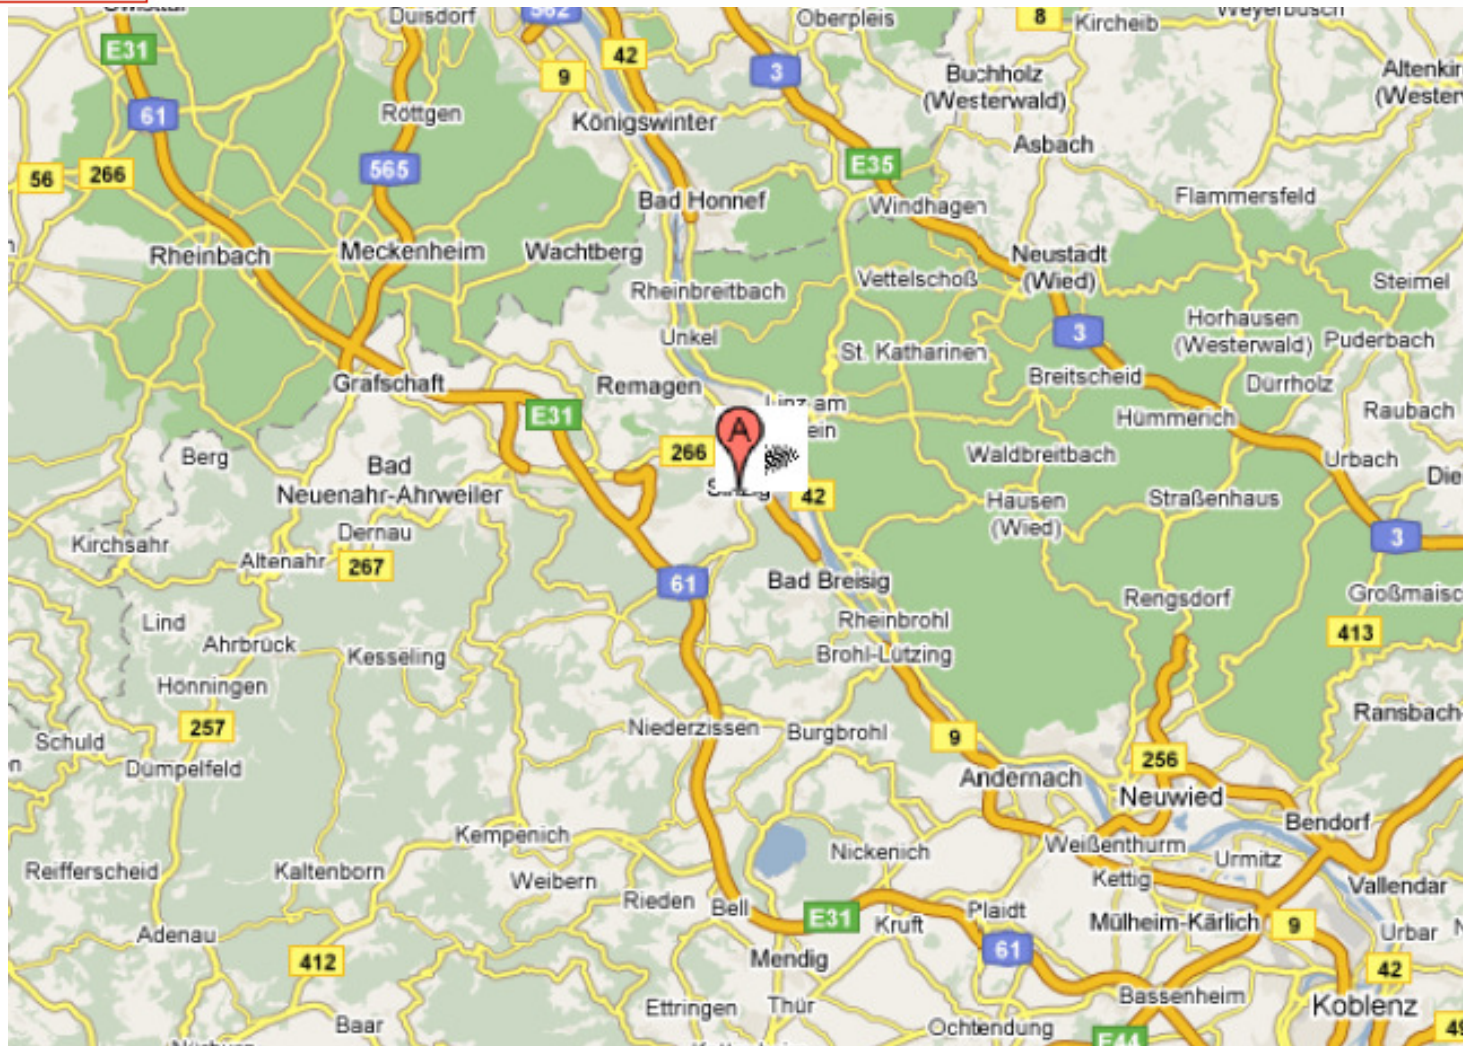 Duisdorf
562
Oberpleis
8
Kircheib
E31
42
9
3
Buchholz
(Westerwald)
61
Röttgen
Königswinter
Asbach
56
266
565
E35
Bad Honnef
Windhagen
Flammersfeld
Rheinbach
Meckenheim
Wachtberg
Neustadt
(Wied)
Rheinbreitbach
Vettelschoß
Steimel
Unkel
3
Horhausen
(Westerwald)
Puderbach
St. Katharinen
Grafschaft
Remagen
Breitscheid
Dürrholz
E31
Linz am
Hümmerich
Raubach
A
266
Berg
Bad
Neuenahr-Ahrweiler
Waldbreitbach
Urbach
Sinzig
42
Hausen
(Wied)
Straßenhaus
Dernau
Kirchsahr
Altenahr
267
3
61
Bad Breisig
Rengsdorf
Lind
Rheinbrohl
413
Ahrbrück
Kesseling
Brohl-Lützing
Hönningen
257
Niederzissen
Burgbrohl
9
Ransbach-
Schuld
Dümpelfeld
256
Andernach
Neuwied
Kempenich
Nickenich
Weißenthurm
Bendorf
Urmitz
Reifferscheid
Kaltenborn
Weibern
Kettig
Vallendar
Rieden
Bell
E31
Kruft
Plaidt
Mülheim-Kärlich
9
Urbar
Adenau
412
Mendig
61
42
Ettringen
Thür
Bassenheim
Koblenz
Baar
Ochtendung
E44